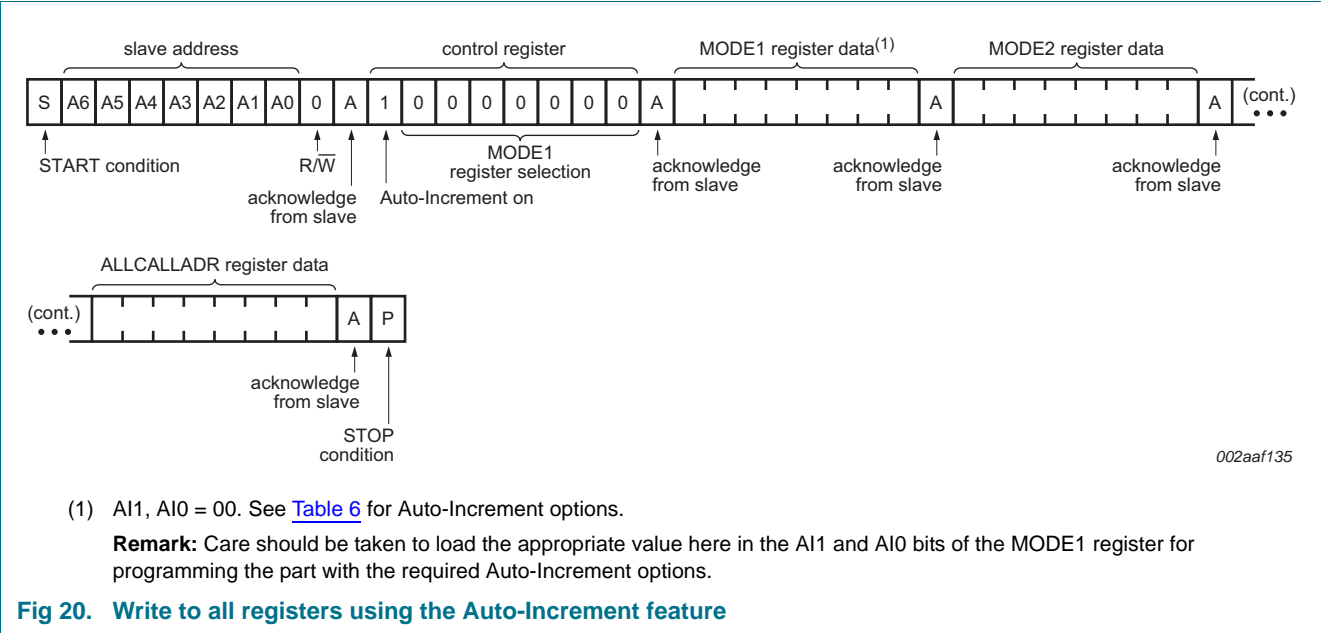 slave address control register MODE1 register data(1) MODE2 register data
S A6 A5 A4 A3 A2 A1 A0 0 A 1 0 0 0 0 0 0 0 A A A (cont.)
START condition R/W̅ acknowledge from slave Auto-Increment on MODE1 register selection acknowledge from slave acknowledge from slave acknowledge from slave
ALLCALLADR register data
(cont.) A P
acknowledge
from slave
STOP
condition
002aaf135
(1) AI1, AI0 = 00. See Table 6 for Auto-Increment options.
Remark: Care should be taken to load the appropriate value here in the AI1 and AI0 bits of the MODE1 register for
programming the part with the required Auto-Increment options.
Fig 20. Write to all registers using the Auto-Increment feature